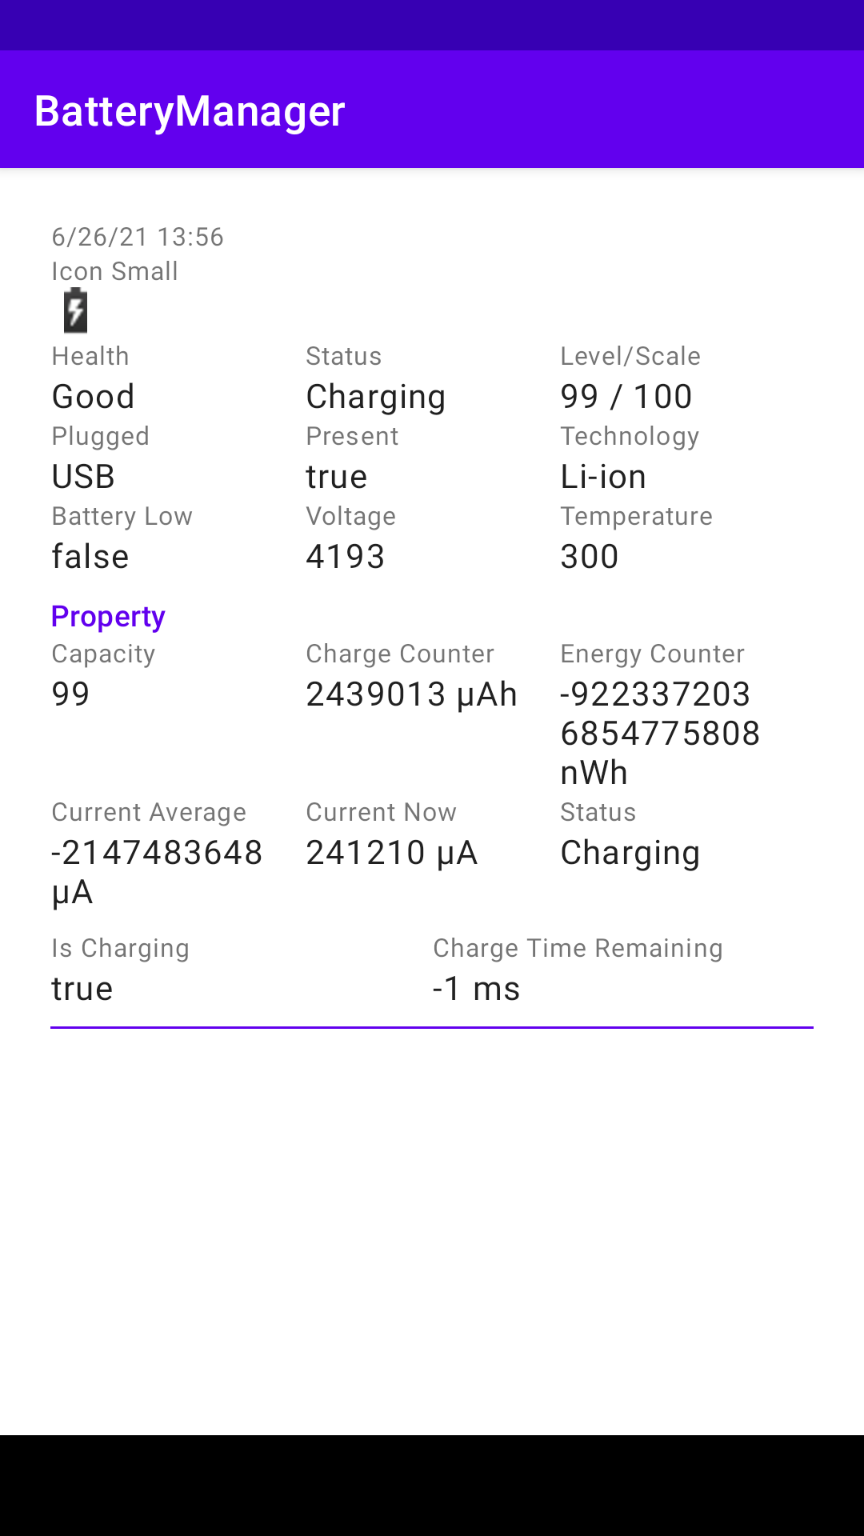 BatteryManager
6/26/21 13:56
Icon Small
Health Status Level/Scale
Good Charging 99 / 100
Plugged Present Technology
USB true Li-ion
Battery Low Voltage Temperature
false 4193 300
Property
Capacity Charge Counter Energy Counter
99 2439013 µAh -922337203
6854775808
nWh
Current Average Current Now Status
-2147483648 241210 µA Charging
µA
Is Charging Charge Time Remaining
true -1 ms